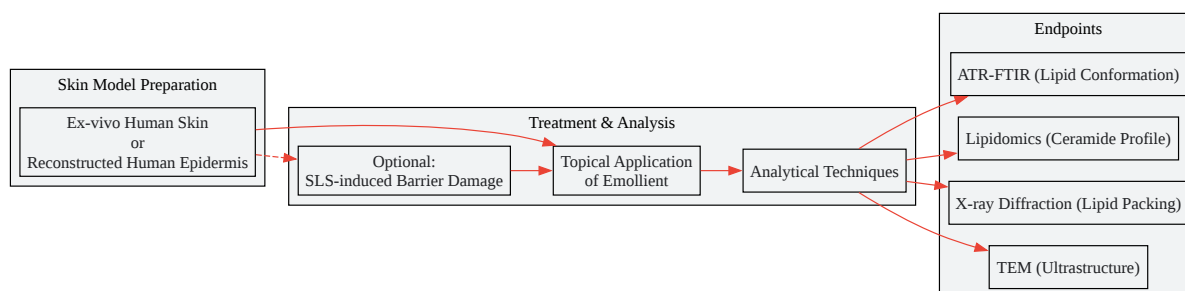 Skin Model Preparation
Ex-vivo Human Skin
or
Reconstructed Human Epidermis
Treatment & Analysis
Optional:
SLS-induced Barrier Damage
Topical Application
of Emollient
Analytical Techniques
Endpoints
ATR-FTIR (Lipid Conformation)
Lipidomics (Ceramide Profile)
X-ray Diffraction (Lipid Packing)
TEM (Ultrastructure)